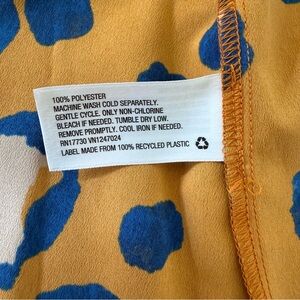 100% POLYESTER
MACHINE WASH COLD SEPARATELY.
GENTLE CYCLE. ONLY NON-CHLORINE
BLEACH IF NEEDED. TUMBLE DRY LOW.
REMOVE PROMPTLY. COOL IRON IF NEEDED.
RN17730 VN1247024
LABEL MADE FROM 100% RECYCLED PLASTIC